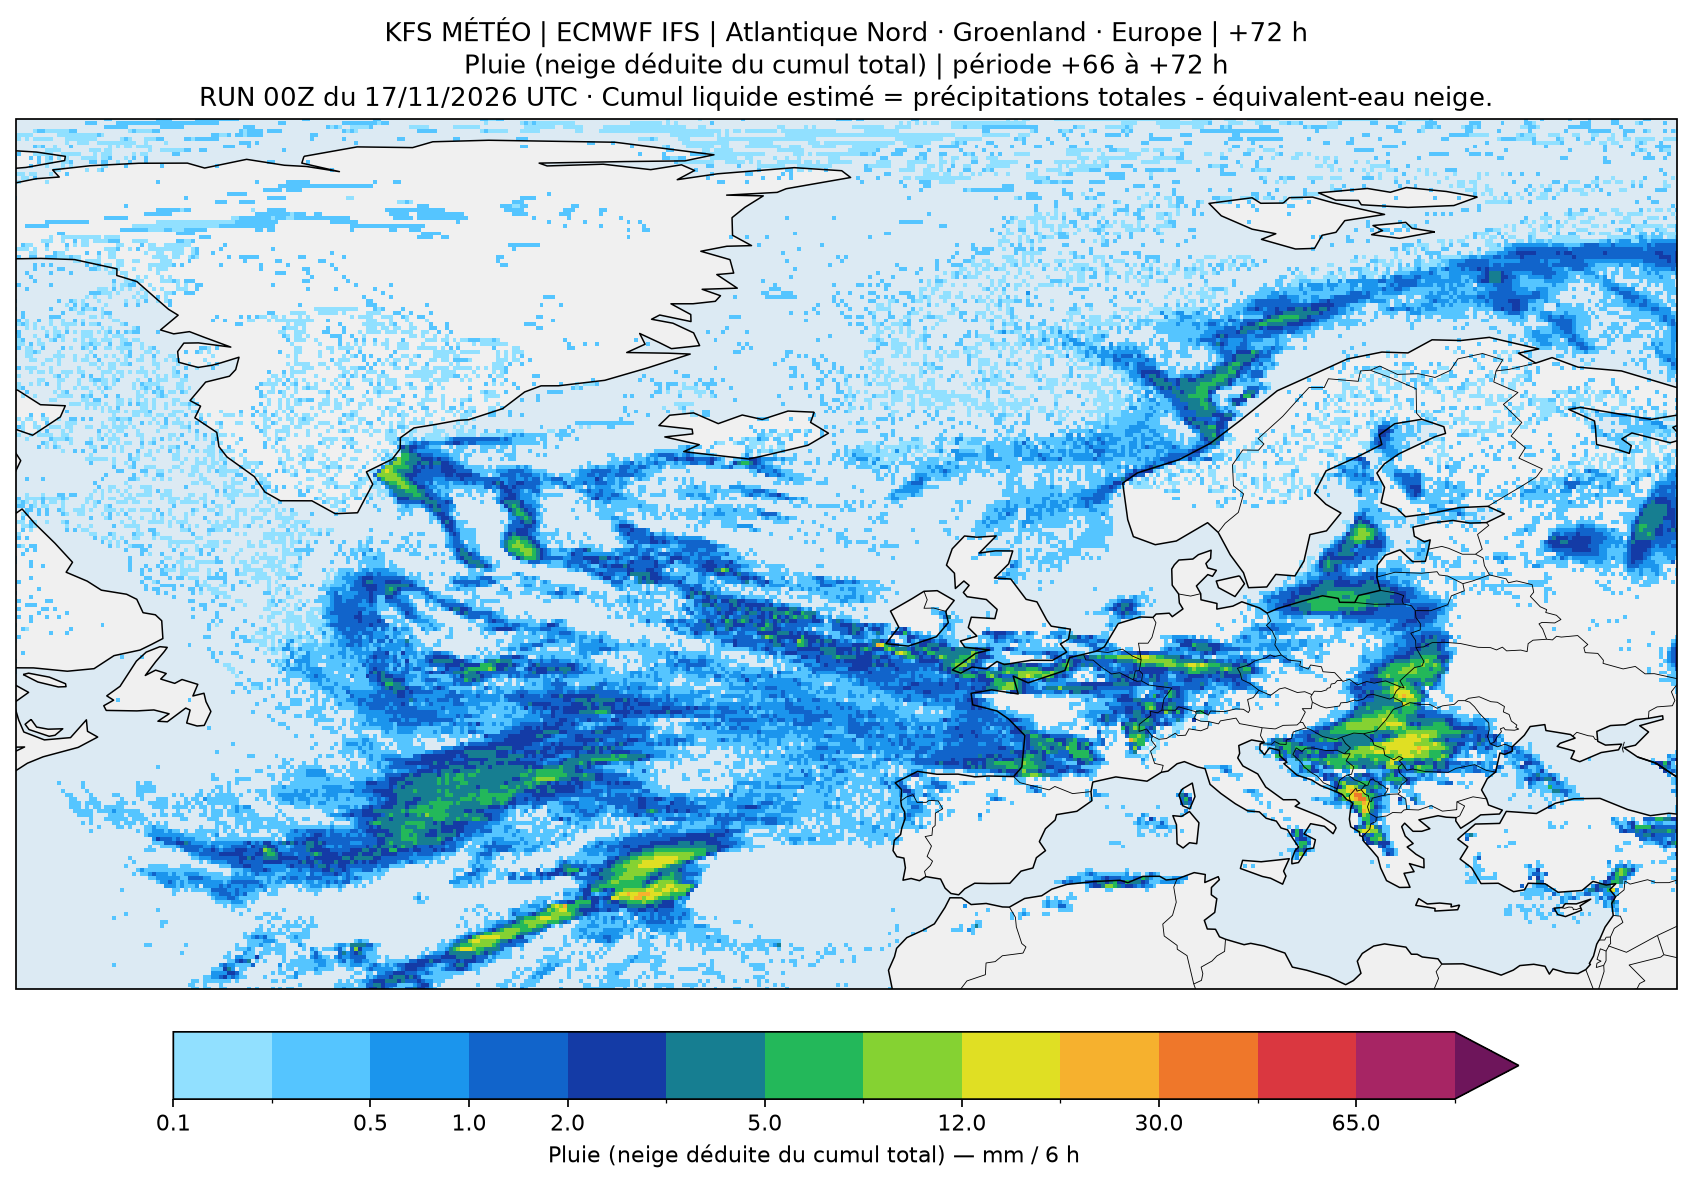 KFS MÉTÉO | ECMWF IFS | Atlantique Nord · Groenland · Europe | +72 h
Pluie (neige déduite du cumul total) | période +66 à +72 h
RUN 00Z du 17/11/2026 UTC · Cumul liquide estimé = précipitations totales - équivalent-eau neige.
0.1 0.5 1.0 2.0 5.0 12.0 30.0 65.0
Pluie (neige déduite du cumul total) — mm / 6 h